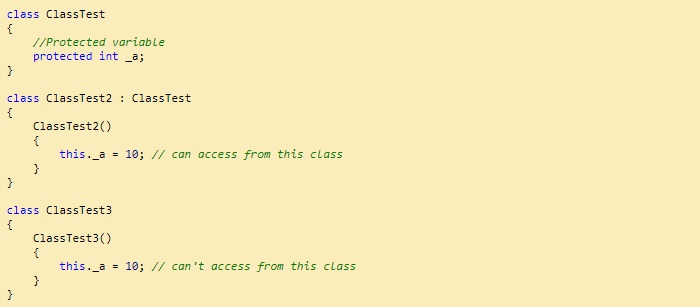 class ClassTest
{
    //Protected variable
    protected int _a;
}

class ClassTest2 : ClassTest
{
    ClassTest2()
    {
        this._a = 10; // can access from this class
    }
}

class ClassTest3
{
    ClassTest3()
    {
        this._a = 10; // can't access from this class
    }
}